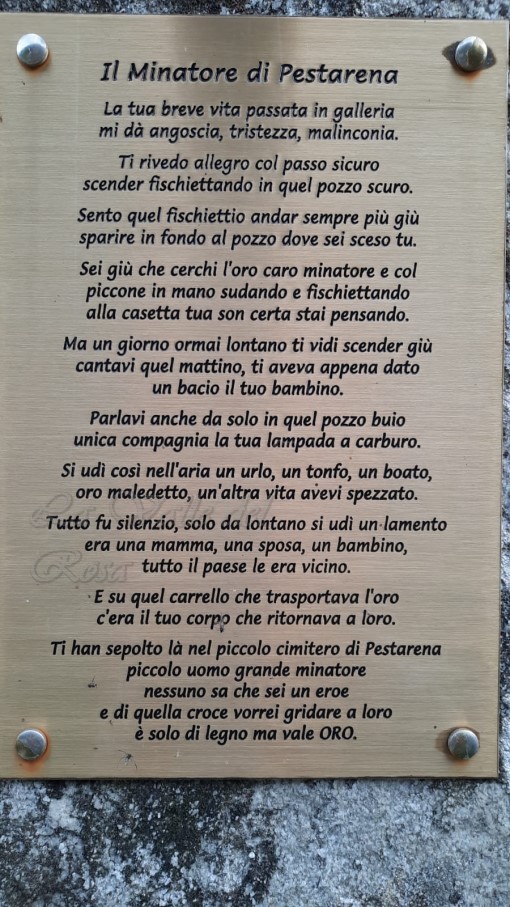 Il Minatore di Pestarena
La tua breve vita passata in galleria
mi dà angoscia, tristezza, malinconia.
Ti rivedo allegro col passo sicuro
scender fischiettando in quel pozzo scuro.
Sento quel fischiettio andar sempre più giù
sparire in fondo al pozzo dove sei sceso tu.
Sei giù che cerchi l'oro caro minatore e col
piccone in mano sudando e fischiettando
alla casetta tua son certa stai pensando.
Ma un giorno ormai lontano ti vidi scender giù
cantavi quel mattino, ti aveva appena dato
un bacio il tuo bambino.
Parlavi anche da solo in quel pozzo buio
unica compagnia la tua lampada a carburo.
Si udì così nell'aria un urlo, un tonfo, un boato,
oro maledetto, un'altra vita avevi spezzato.
Tutto fu silenzio, solo da lontano si udì un lamento
era una mamma, una sposa, un bambino,
tutto il paese le era vicino.
E su quel carrello che trasportava l'oro
c'era il tuo corpo che ritornava a loro.
Ti han sepolto là nel piccolo cimitero di Pestarena
piccolo uomo grande minatore
nessuno sa che sei un eroe
e di quella croce vorrei gridare a loro
è solo di legno ma vale ORO.
del
Rosa